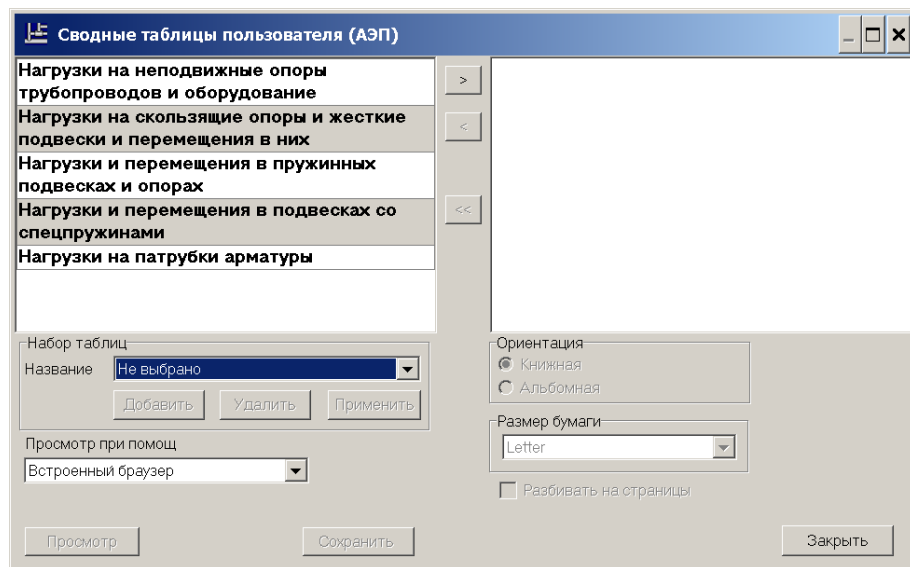 Сводные таблицы пользователя (АЭП)
Нагрузки на неподвижные опоры
трубопроводов и оборудование
Нагрузки на скользящие опоры и жесткие
подвески и перемещения в них
Нагрузки и перемещения в пружинных
подвесках и опорах
Нагрузки и перемещения в подвесках со
спецпружинами
Нагрузки на патрубки арматуры
>
<
<<
Набор таблиц
Название Не выбрано
Добавить Удалить Применить
Просмотр при помощ
Встроенный браузер
Ориентация
Книжная
Альбомная
Размер бумаги
Letter
Разбивать на страницы
Просмотр Сохранить Закрыть